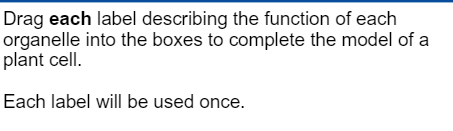 Drag each label describing the function of each
organelle into the boxes to complete the model of a
plant cell.
Each label will be used once.